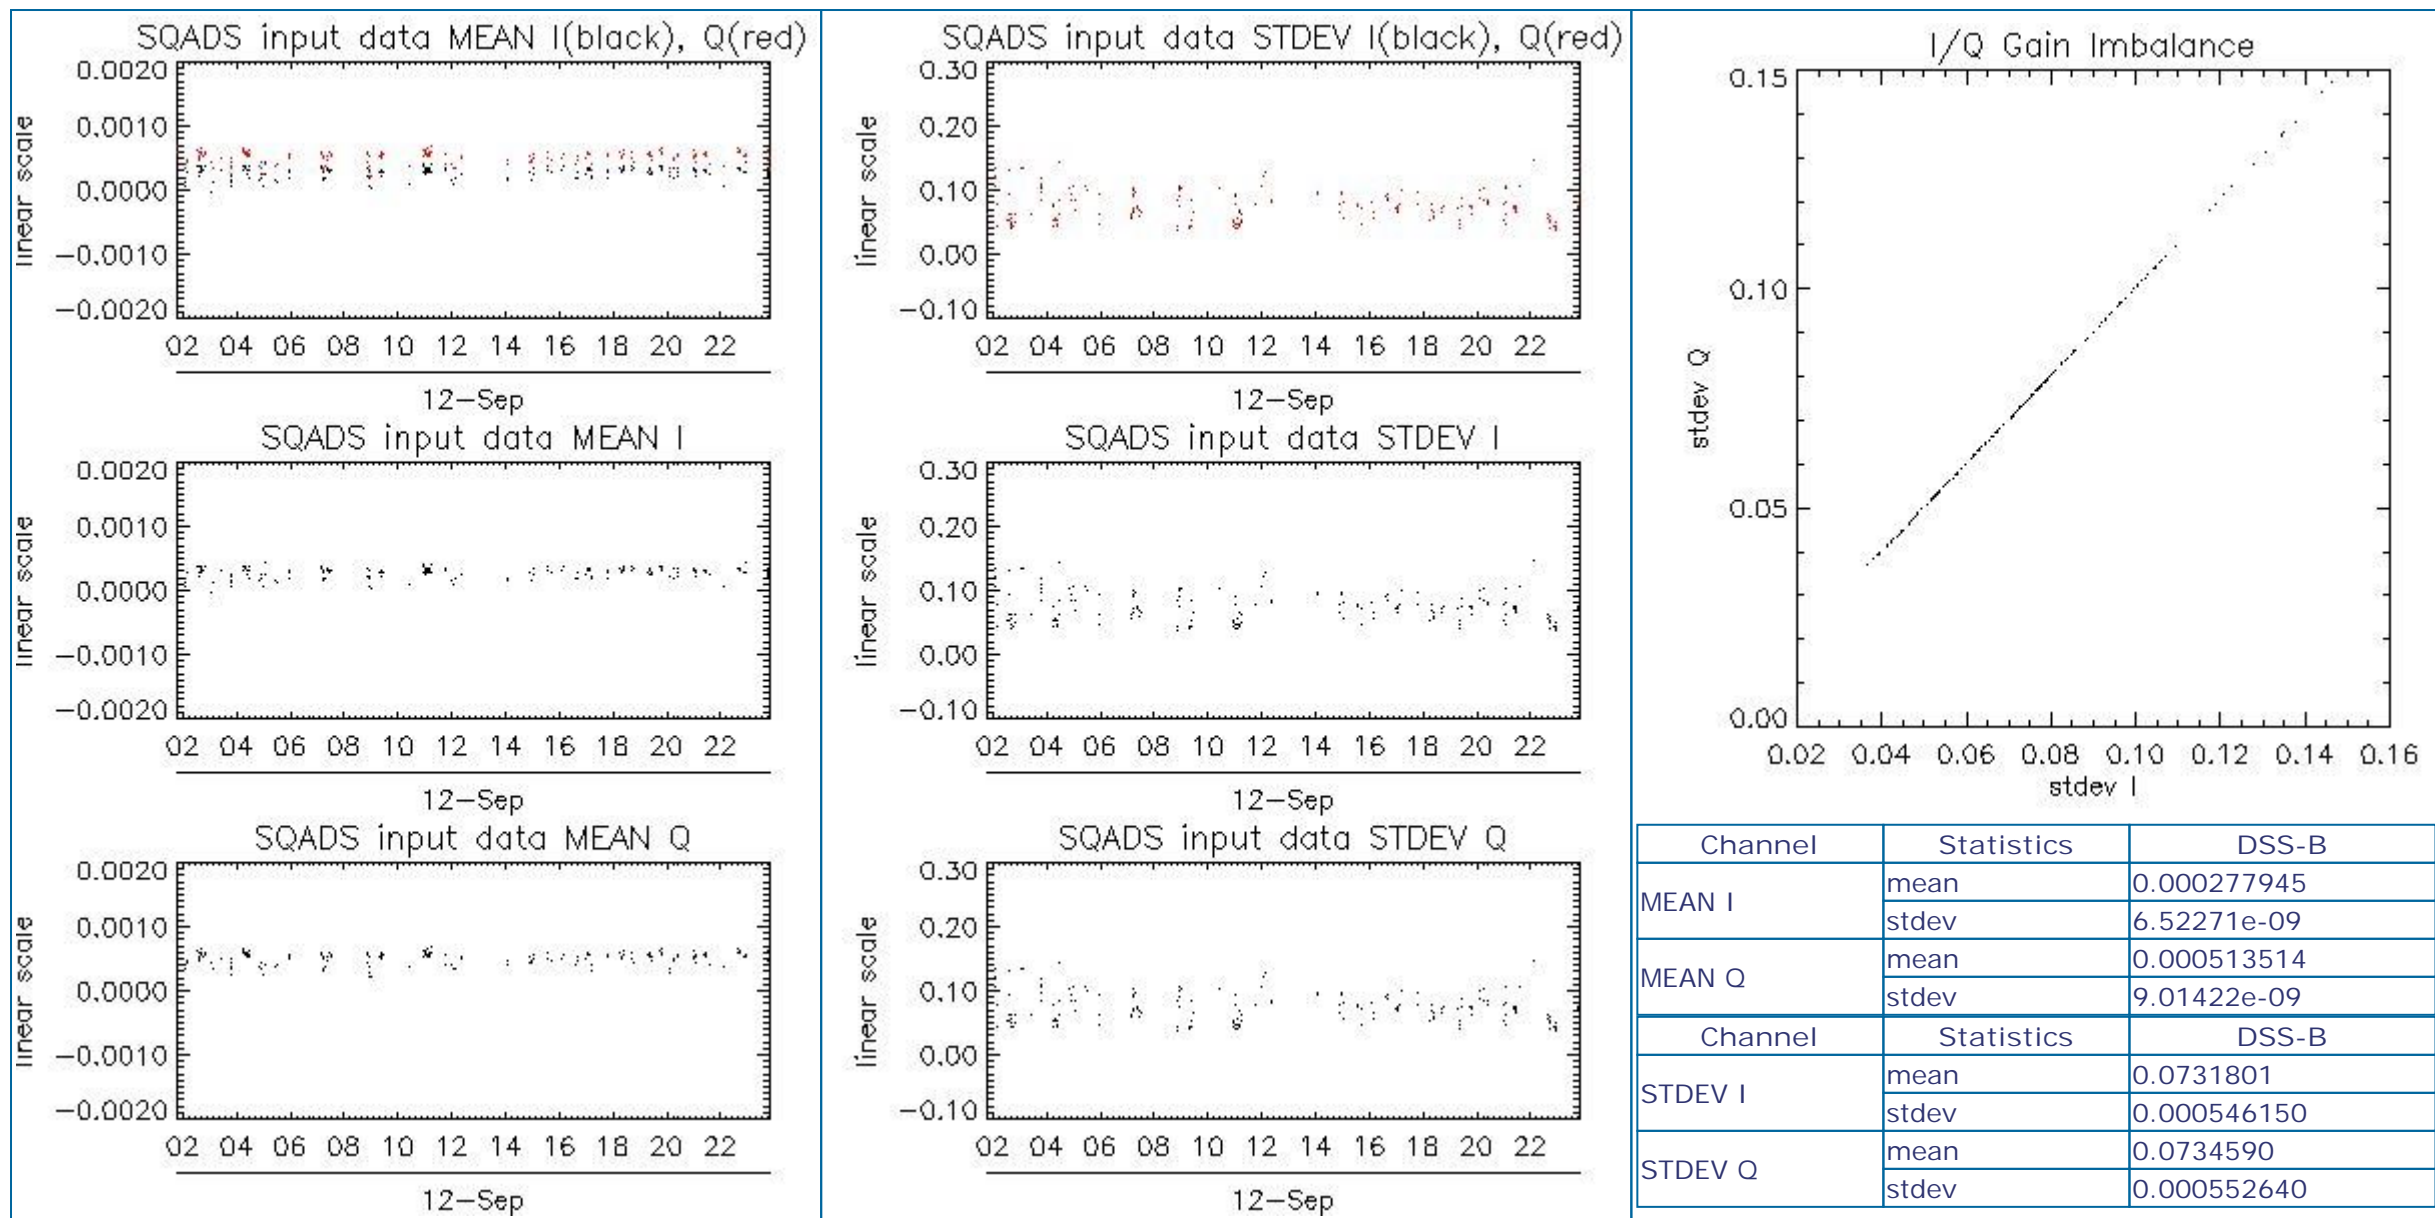 SQADS input data MEAN I(black), Q(red)
0.0020
0.0010
0.0000
−0.0010
−0.0020
linear scale
02 04 06 08 10 12 14 16 18 20 22
12−Sep
SQADS input data MEAN I
0.0020
0.0010
0.0000
−0.0010
−0.0020
linear scale
02 04 06 08 10 12 14 16 18 20 22
12−Sep
SQADS input data MEAN Q
0.0020
0.0010
0.0000
−0.0010
−0.0020
linear scale
02 04 06 08 10 12 14 16 18 20 22
12−Sep
SQADS input data STDEV I(black), Q(red)
0.30
0.20
0.10
0.00
−0.10
linear scale
02 04 06 08 10 12 14 16 18 20 22
12−Sep
SQADS input data STDEV I
0.30
0.20
0.10
0.00
−0.10
linear scale
02 04 06 08 10 12 14 16 18 20 22
12−Sep
SQADS input data STDEV Q
0.30
0.20
0.10
0.00
−0.10
linear scale
02 04 06 08 10 12 14 16 18 20 22
12−Sep
I/Q Gain Imbalance
0.15
0.10
0.05
0.00
stdev Q
0.02 0.04 0.06 0.08 0.10 0.12 0.14 0.16
stdev I
Channel Statistics DSS-B
MEAN I
mean 0.000277945
stdev 6.52271e-09
MEAN Q
mean 0.000513514
stdev 9.01422e-09
Channel Statistics DSS-B
STDEV I
mean 0.0731801
stdev 0.000546150
STDEV Q
mean 0.0734590
stdev 0.000552640